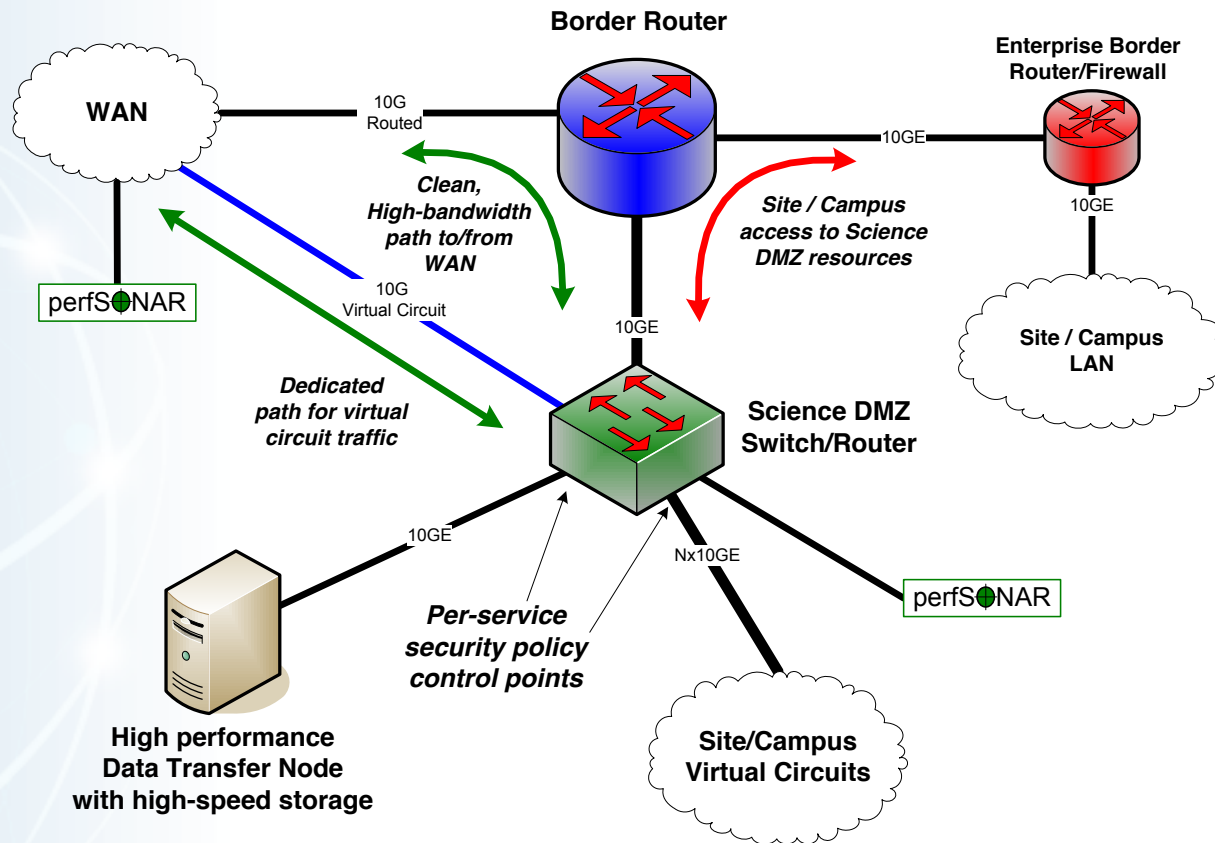 Border Router
Enterprise Border
Router/Firewall
WAN
10G
Routed
10GE
10GE
Clean,
High-bandwidth
path to/from
WAN
Site / Campus
access to Science
DMZ resources
perfSONAR
10G
Virtual Circuit
10GE
Site / Campus
LAN
Dedicated
path for virtual
circuit traffic
Science DMZ
Switch/Router
10GE
Nx10GE
perfSONAR
Per-service
security policy
control points
High performance
Data Transfer Node
with high-speed storage
Site/Campus
Virtual Circuits